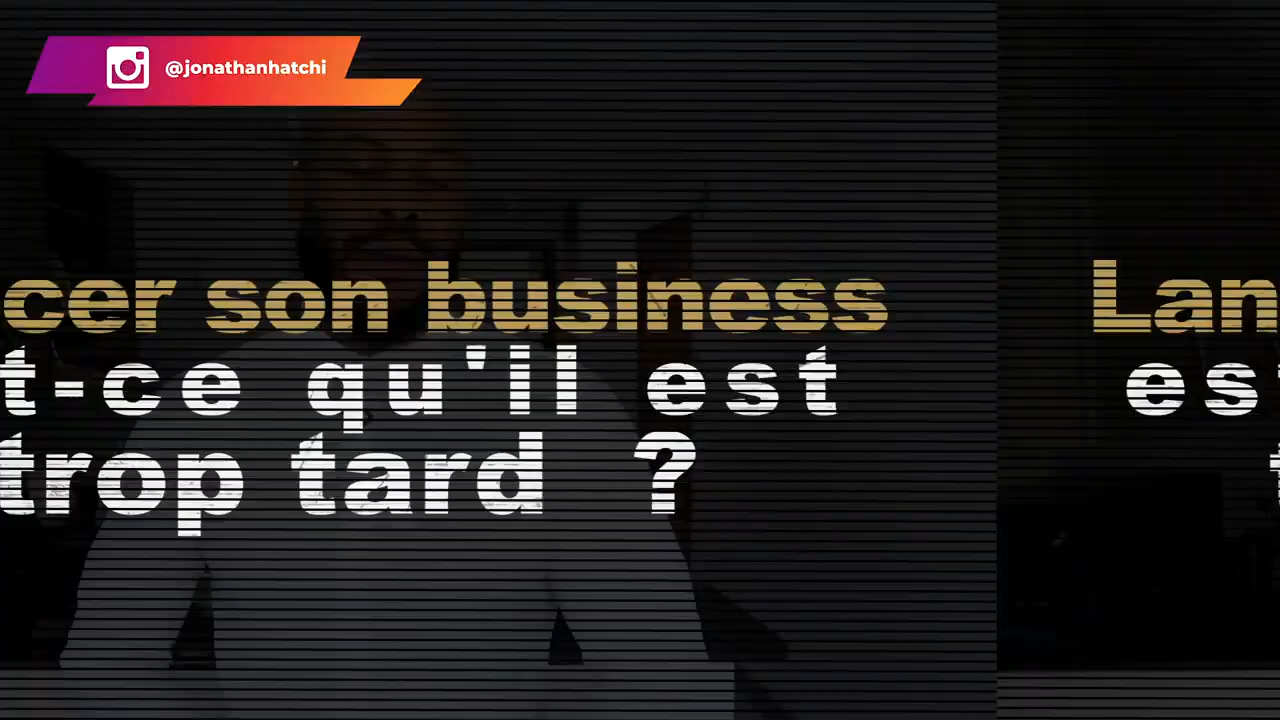 @jonathanhatchi
cer son business
Lan
t-ce qu'il est
es
trop tard ?